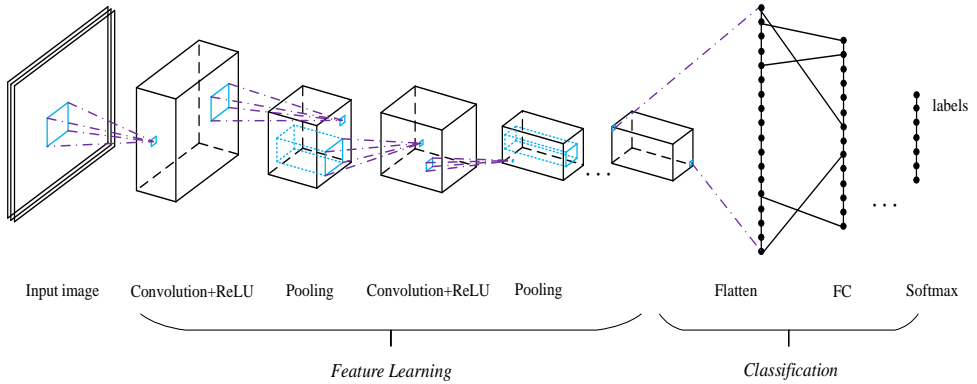 labels
. . .
. . .
Input image
Convolution+ReLU
Pooling
Convolution+ReLU
Pooling
Flatten
FC
Softmax
Feature Learning
Classification